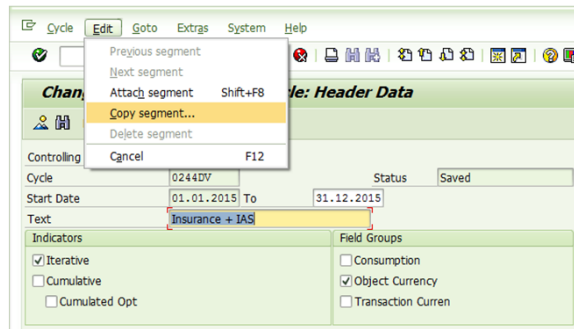 Cycle Edit Goto Extras System Help
Previous segment
Next segment
Attach segment Shift+F8
Copy segment...
Delete segment
Cancel F12
Chan le: Header Data
Controlling
Cycle 0244DV Status Saved
Start Date 01.01.2015 To 31.12.2015
Text Insurance + IAS
Indicators Field Groups
Iterative Consumption
Cumulative Object Currency
Cumulated Opt Transaction Curren